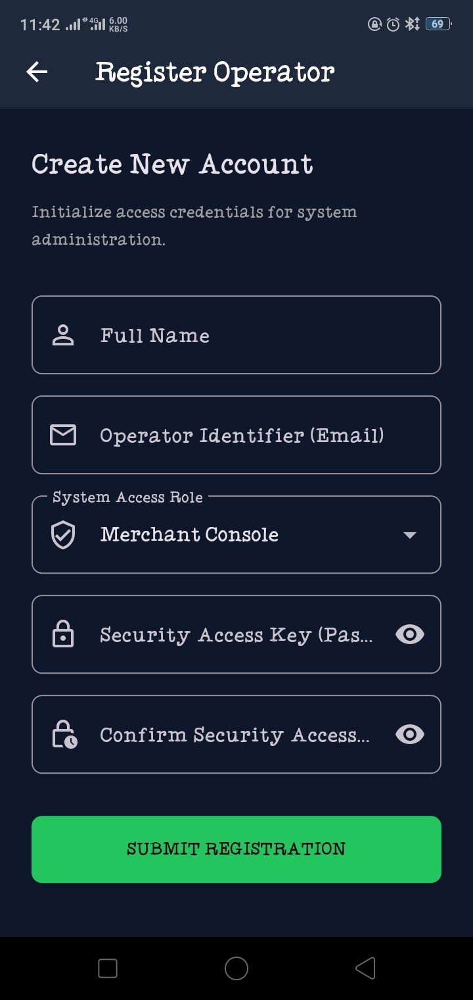 11:42 4G 6.00 KB/S 69
Register Operator
Create New Account
Initialize access credentials for system
administration.
Full Name
Operator Identifier (Email)
System Access Role
Merchant Console
Security Access Key (Pas...
Confirm Security Access...
SUBMIT REGISTRATION